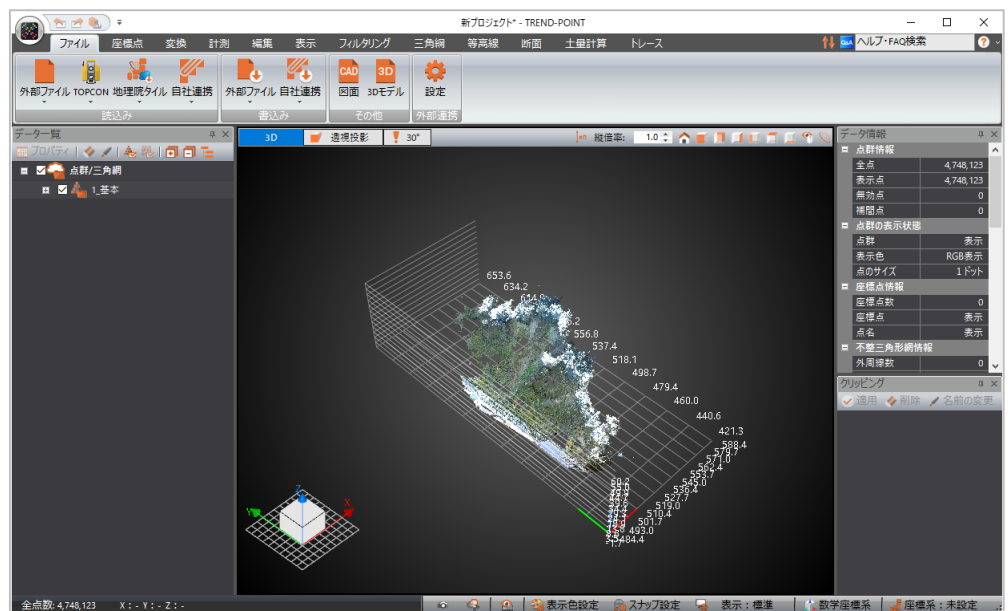 新プロジェクト* - TREND-POINT
ファイル 座標点 変換 計測 編集 表示 フィルタリング 三角網 等高線 断面 土量計算 トレース
Q&A ヘルプ・FAQ検索 ?
CAD 3D
外部ファイル TOPCON 地理院タイル 自社連携 外部ファイル 自社連携 図面 3Dモデル 設定
読込み 書込み その他 外部連携
データ一覧
プロパティ
点群/三角網
1_基本
3D 透視投影 30° 縦倍率: 1.0
653.6
634.2
556.8
537.4
518.1
498.7
479.4
460.0
440.6
421.3
588.4
579.7
571.0
562.4
553.7
545.0
536.4
527.7
519.0
510.4
501.7
493.0
484.4
60.2
-1.7
Z
X
Y
データ情報
点群情報
全点 4,748,123
表示点 4,748,123
無効点 0
補間点 0
点群の表示状態
点群 表示
表示色 RGB表示
点のサイズ 1ドット
座標点情報
座標点数 0
座標点 表示
点名 表示
不整三角形網情報
外周線数 0
クリッピング
適用 削除 名前の変更
全点数: 4,748,123 X : - Y : - Z : - 表示色設定 スナップ設定 表示：標準 数学座標系 座標系：未設定